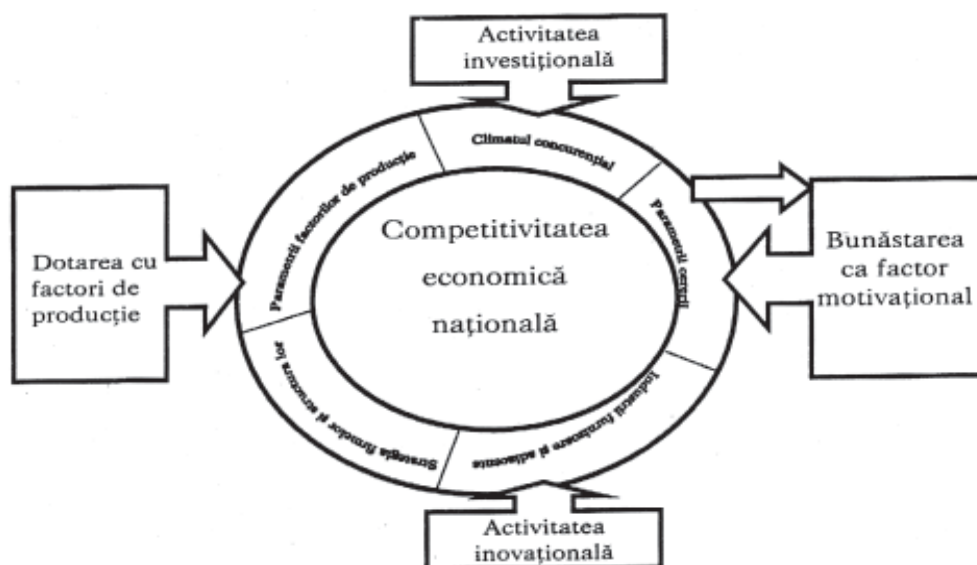 Activitatea
investițională
Climatul concurențial
Parametrii factorilor de producție
Parametrii cererii
Competitivitatea
economică
națională
Dotarea cu
factori de
producție
Bunăstarea
ca factor
motivațional
Strategia firmelor și structura lor
Industrii furnizoare și adiacente
Activitatea
inovațională